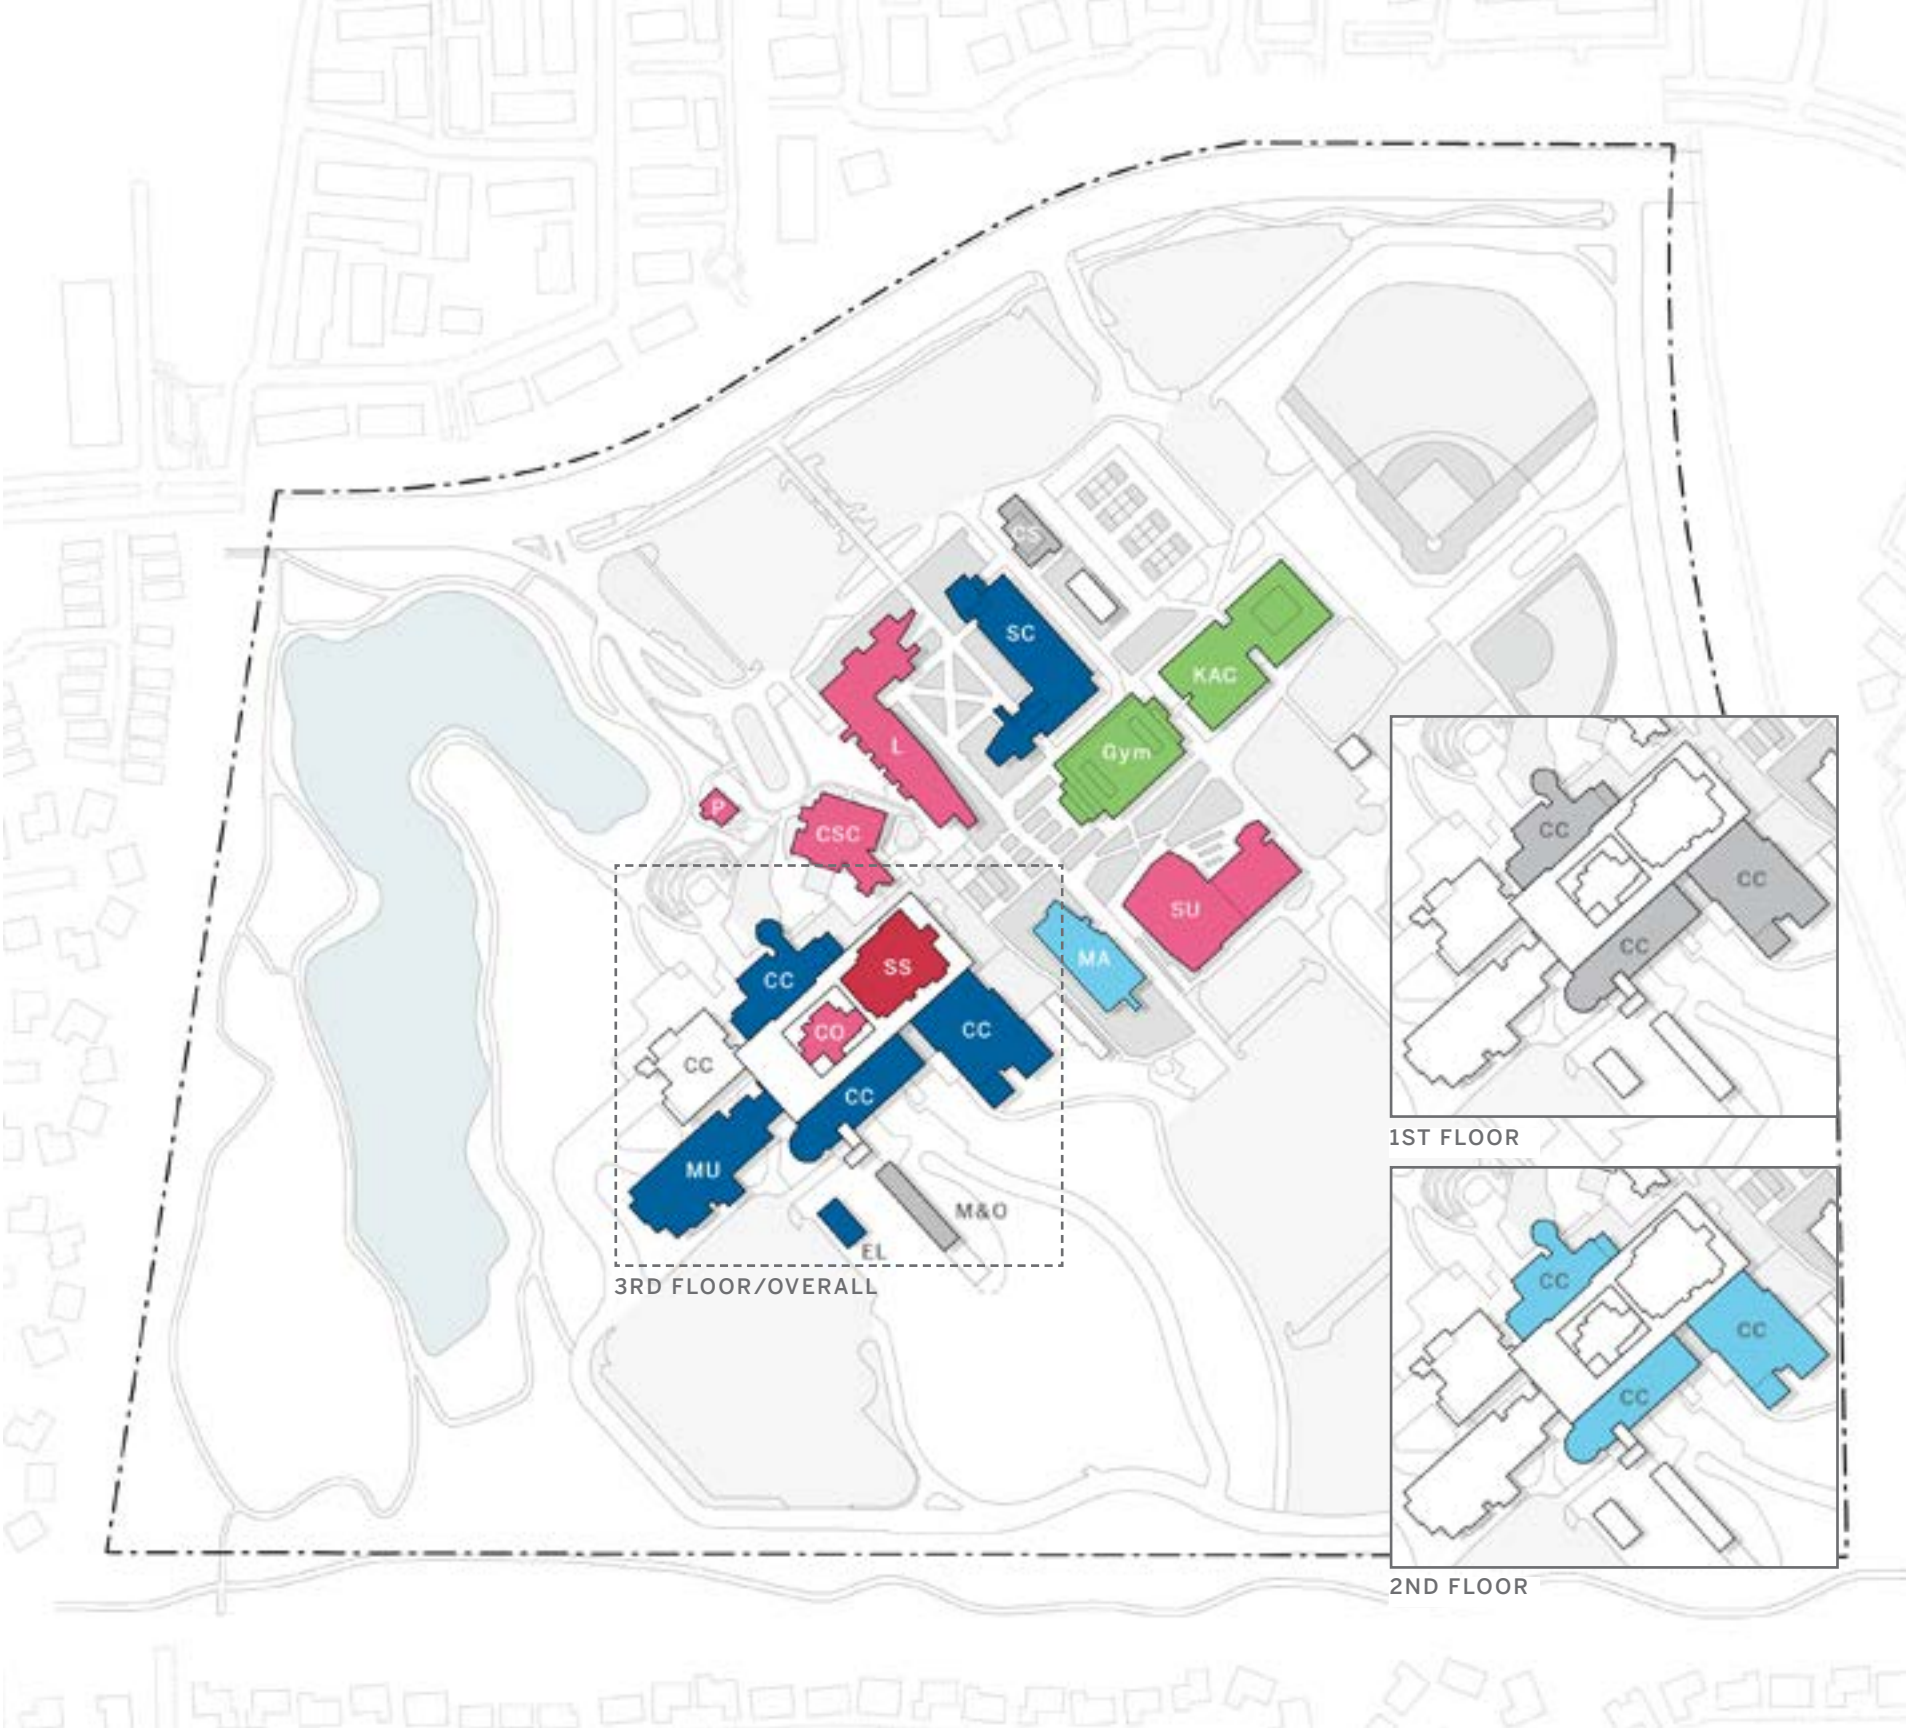 CS
SC
KAC
L
Gym
P
CSC
SU
MA
SS
CC
CO
CC
CC
CC
MU
M&O
EL
3RD FLOOR/OVERALL
CC
CC
CC
1ST FLOOR
CC
CC
CC
2ND FLOOR